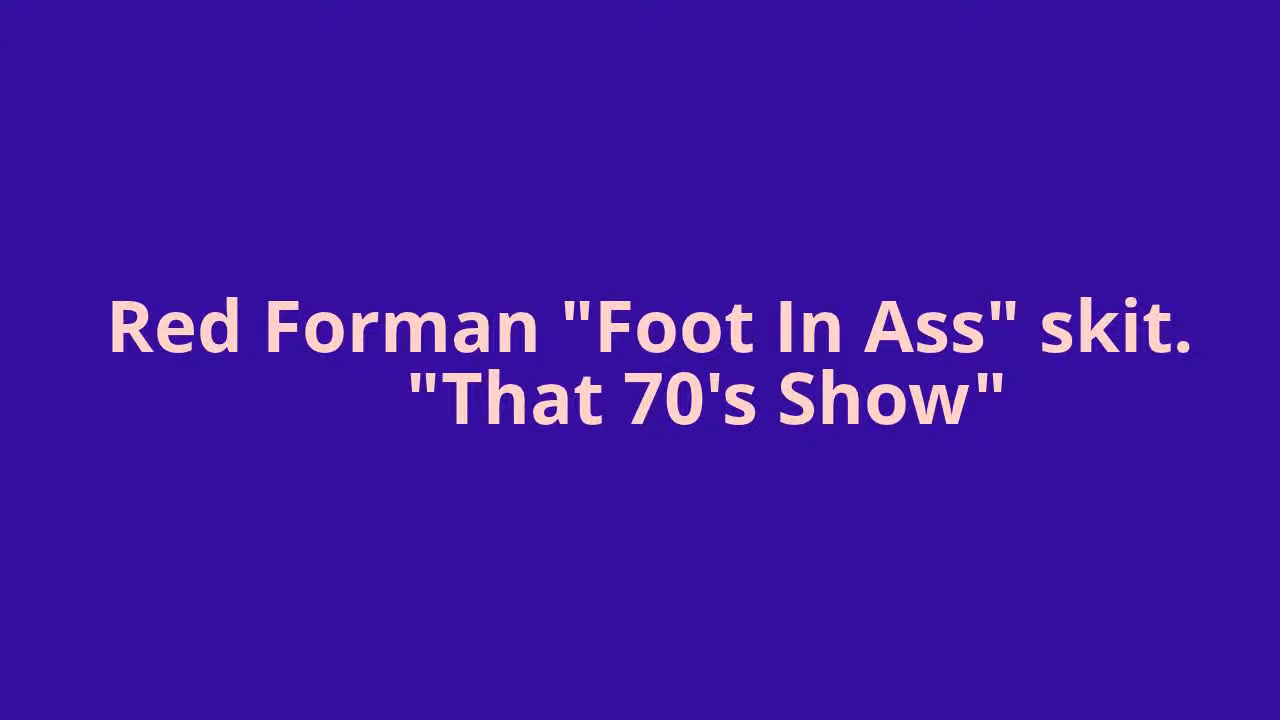 Red Forman "Foot In Ass" skit.
"That 70's Show"